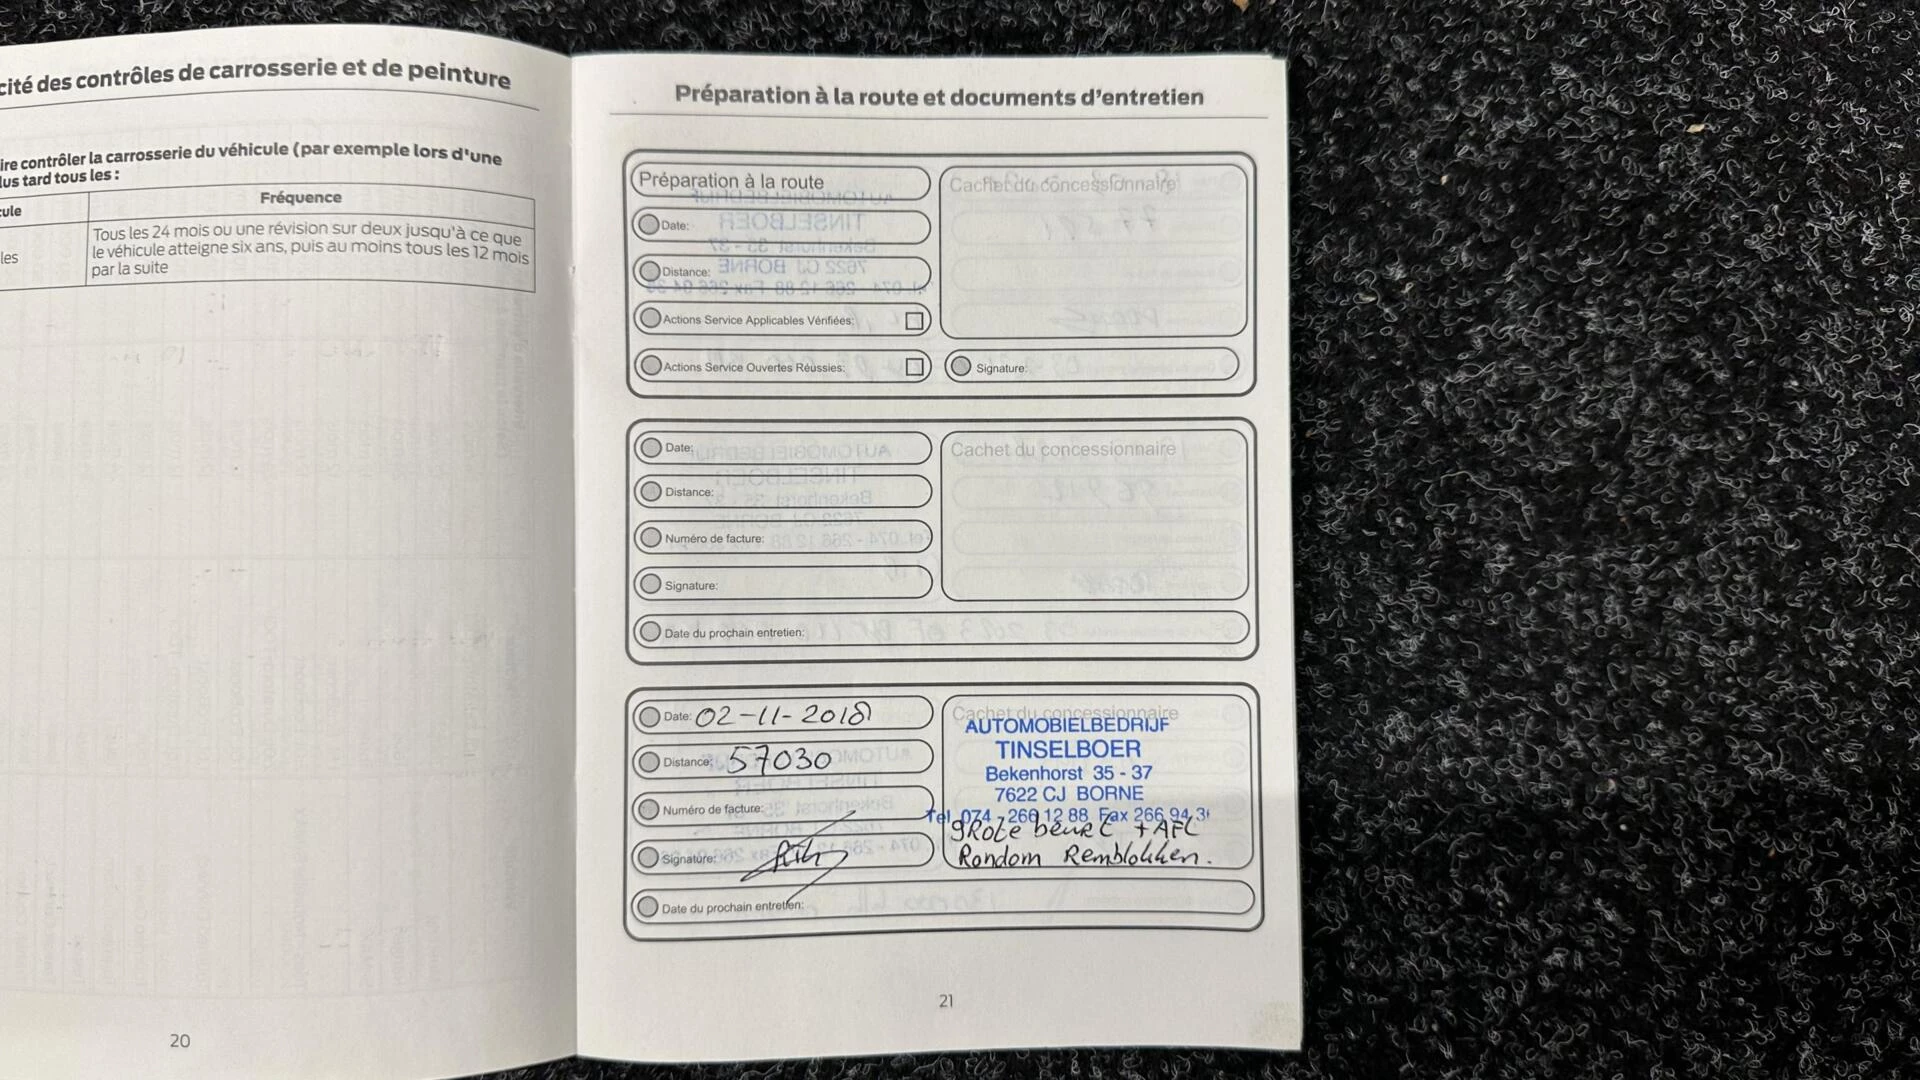 cité des contrôles de carrosserie et de peinture
ire contrôler la carrosserie du véhicule (par exemple lors d'une
lus tard tous les :
cule
Fréquence
les
Tous les 24 mois ou une révision sur deux jusqu'à ce que
le véhicule atteigne six ans, puis au moins tous les 12 mois
par la suite
20
Préparation à la route et documents d'entretien
Préparation à la route
Date:
Distance:
Actions Service Applicables Vérifiées:
Actions Service Ouvertes Réussies:
Cachet du concessionnaire
Signature:
Date:
Distance:
Numéro de facture:
Signature:
Cachet du concessionnaire
Date du prochain entretien:
Date: 02-11-2018
Distance: 57030
Numéro de facture:
Signature:
Cachet du concessionnaire
AUTOMOBIELBEDRIJF
TINSELBOER
Bekenhorst 35 - 37
7622 CJ BORNE
Tel. 074 - 266 12 88 Fax 266 94 3
grote beurt + AFL
Rondom Remblokken.
Date du prochain entretien:
21